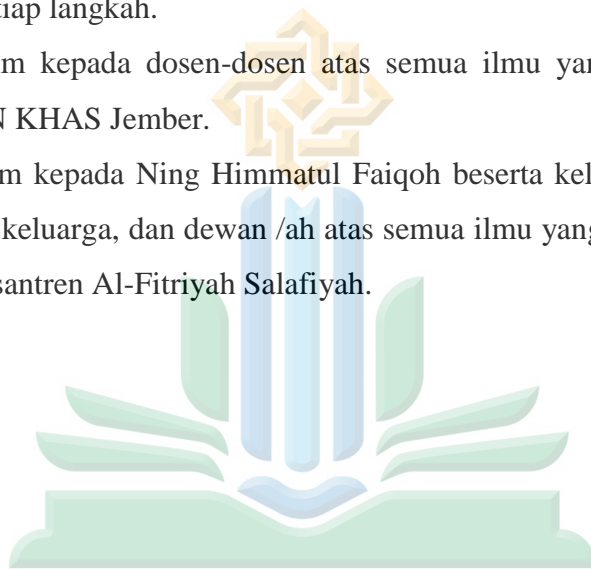 tiap langkah.
m kepada dosen-dosen atas semua ilmu yan
N KHAS Jember.
m kepada Ning Himmatul Faiqoh beserta kel
keluarga, dan dewan /ah atas semua ilmu yang
santren Al-Fitriyah Salafiyah.